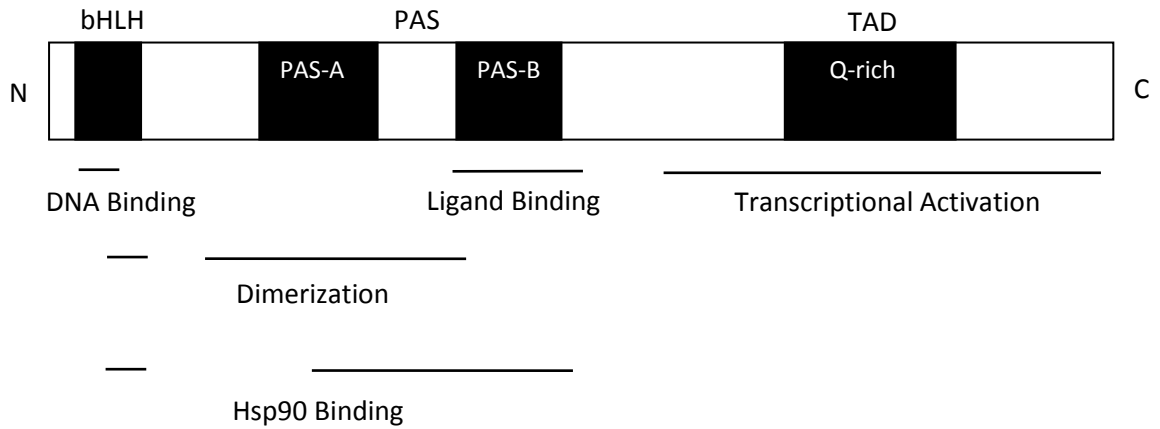 bHLH PAS TAD
N PAS-A PAS-B Q-rich C
DNA Binding Ligand Binding Transcriptional Activation
Dimerization
Hsp90 Binding